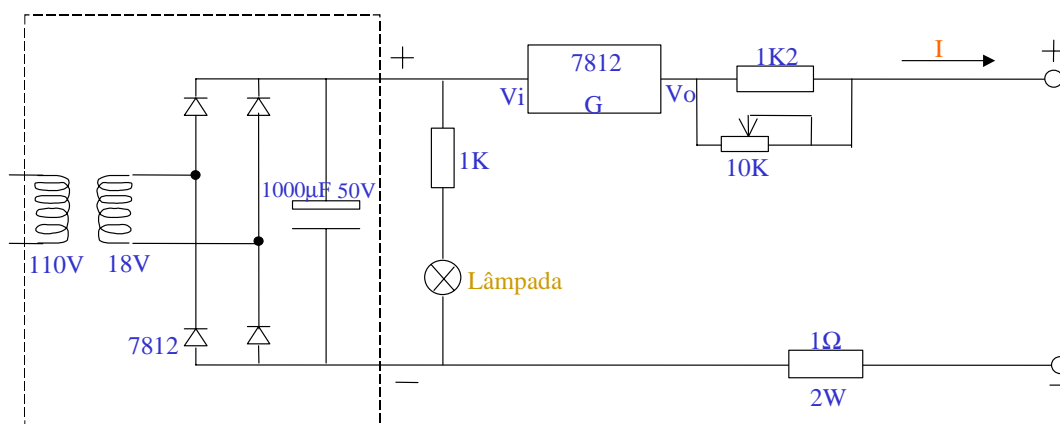 +
I
+
7812
1K2
Vi
Vo
G
1K
10K
1000µF 50V
110V
18V
Lâmpada
7812
1Ω
−
2W
−